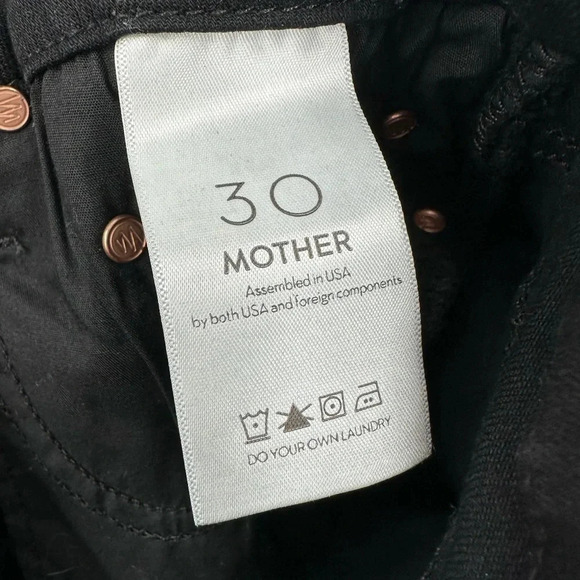 30
MOTHER
Assembled in USA
by both USA and foreign components
DO YOUR OWN LAUNDRY